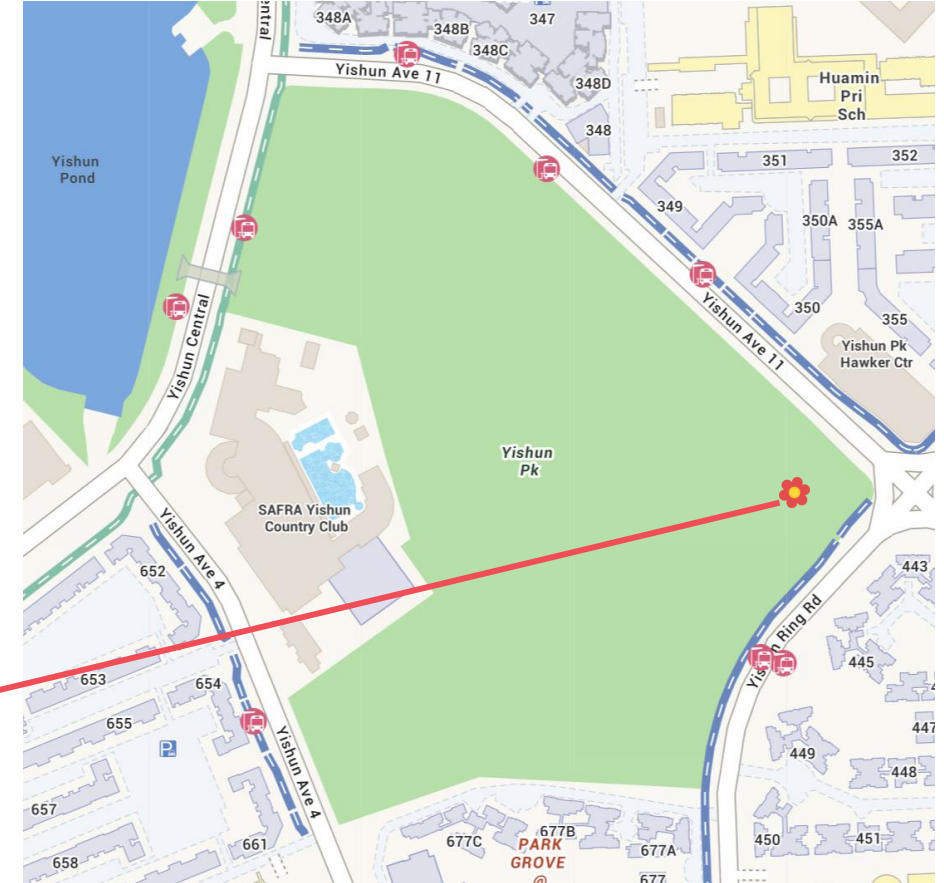 348A
entral
348B
347
348C
Yishun Ave 11
348D
Huamin
Pri
Sch
348
Yishun
Pond
351
352
349
350A
355A
350
355
Yishun Central
Yishun Ave 11
Yishun Pk
Hawker Ctr
Yishun
Pk
SAFRA Yishun
Country Club
Yishun Ave 4
652
443
Yishun Ring Rd
445
653
654
655
P
447
449
448
Yishun Ave 4
657
658
661
677C
677B
PARK
GROVE
@
677A
677
450
451